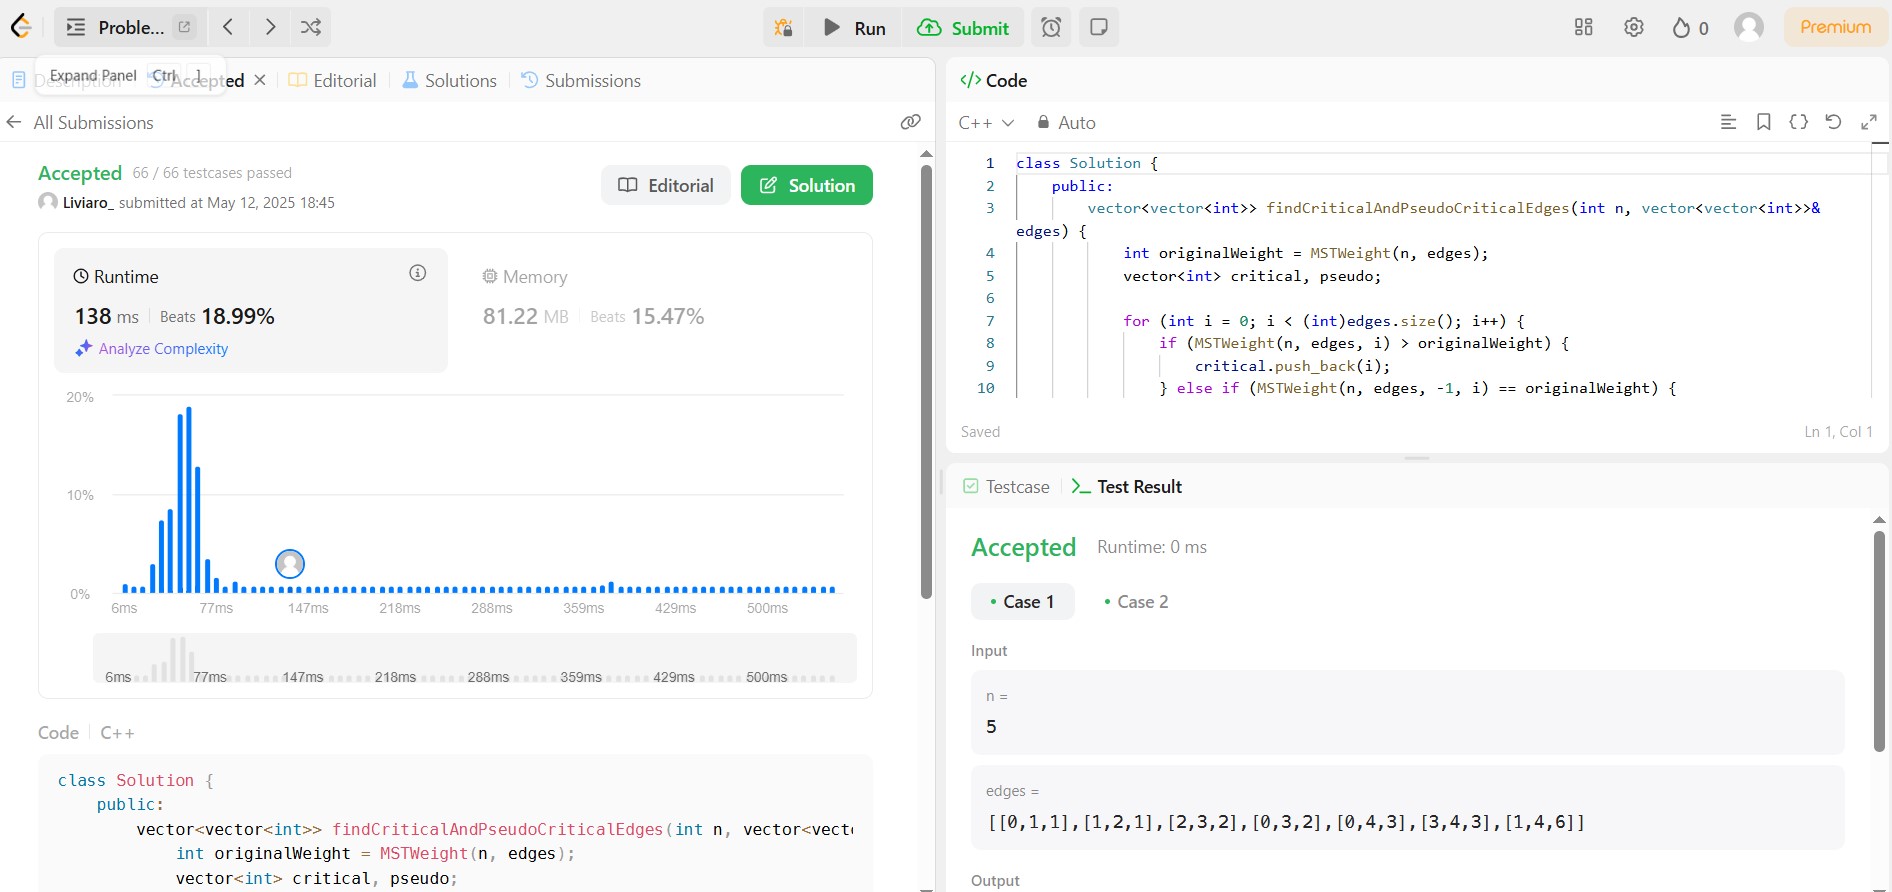 Proble...
Run
Submit
0
Premium
Expand Panel Ctrl ]
Description
Accepted
Editorial
Solutions
Submissions
All Submissions
Accepted 66 / 66 testcases passed
Liviaro_ submitted at May 12, 2025 18:45
Editorial
Solution
Runtime
138 ms Beats 18.99%
Analyze Complexity
Memory
81.22 MB Beats 15.47%
20%
10%
0%
6ms 77ms 147ms 218ms 288ms 359ms 429ms 500ms
6ms 77ms 147ms 218ms 288ms 359ms 429ms 500ms
Code C++
class Solution {
public:
vector<vector<int>> findCriticalAndPseudoCriticalEdges(int n, vector<vect
int originalWeight = MSTWeight(n, edges);
vector<int> critical, pseudo;
</> Code
C++ Auto
1 class Solution {
2 public:
3 vector<vector<int>> findCriticalAndPseudoCriticalEdges(int n, vector<vector<int>>&
edges) {
4 int originalWeight = MSTWeight(n, edges);
5 vector<int> critical, pseudo;
6
7 for (int i = 0; i < (int)edges.size(); i++) {
8 if (MSTWeight(n, edges, i) > originalWeight) {
9 critical.push_back(i);
10 } else if (MSTWeight(n, edges, -1, i) == originalWeight) {
Saved
Ln 1, Col 1
Testcase
Test Result
Accepted Runtime: 0 ms
• Case 1 • Case 2
Input
n =
5
edges =
[[0,1,1],[1,2,1],[2,3,2],[0,3,2],[0,4,3],[3,4,3],[1,4,6]]
Output